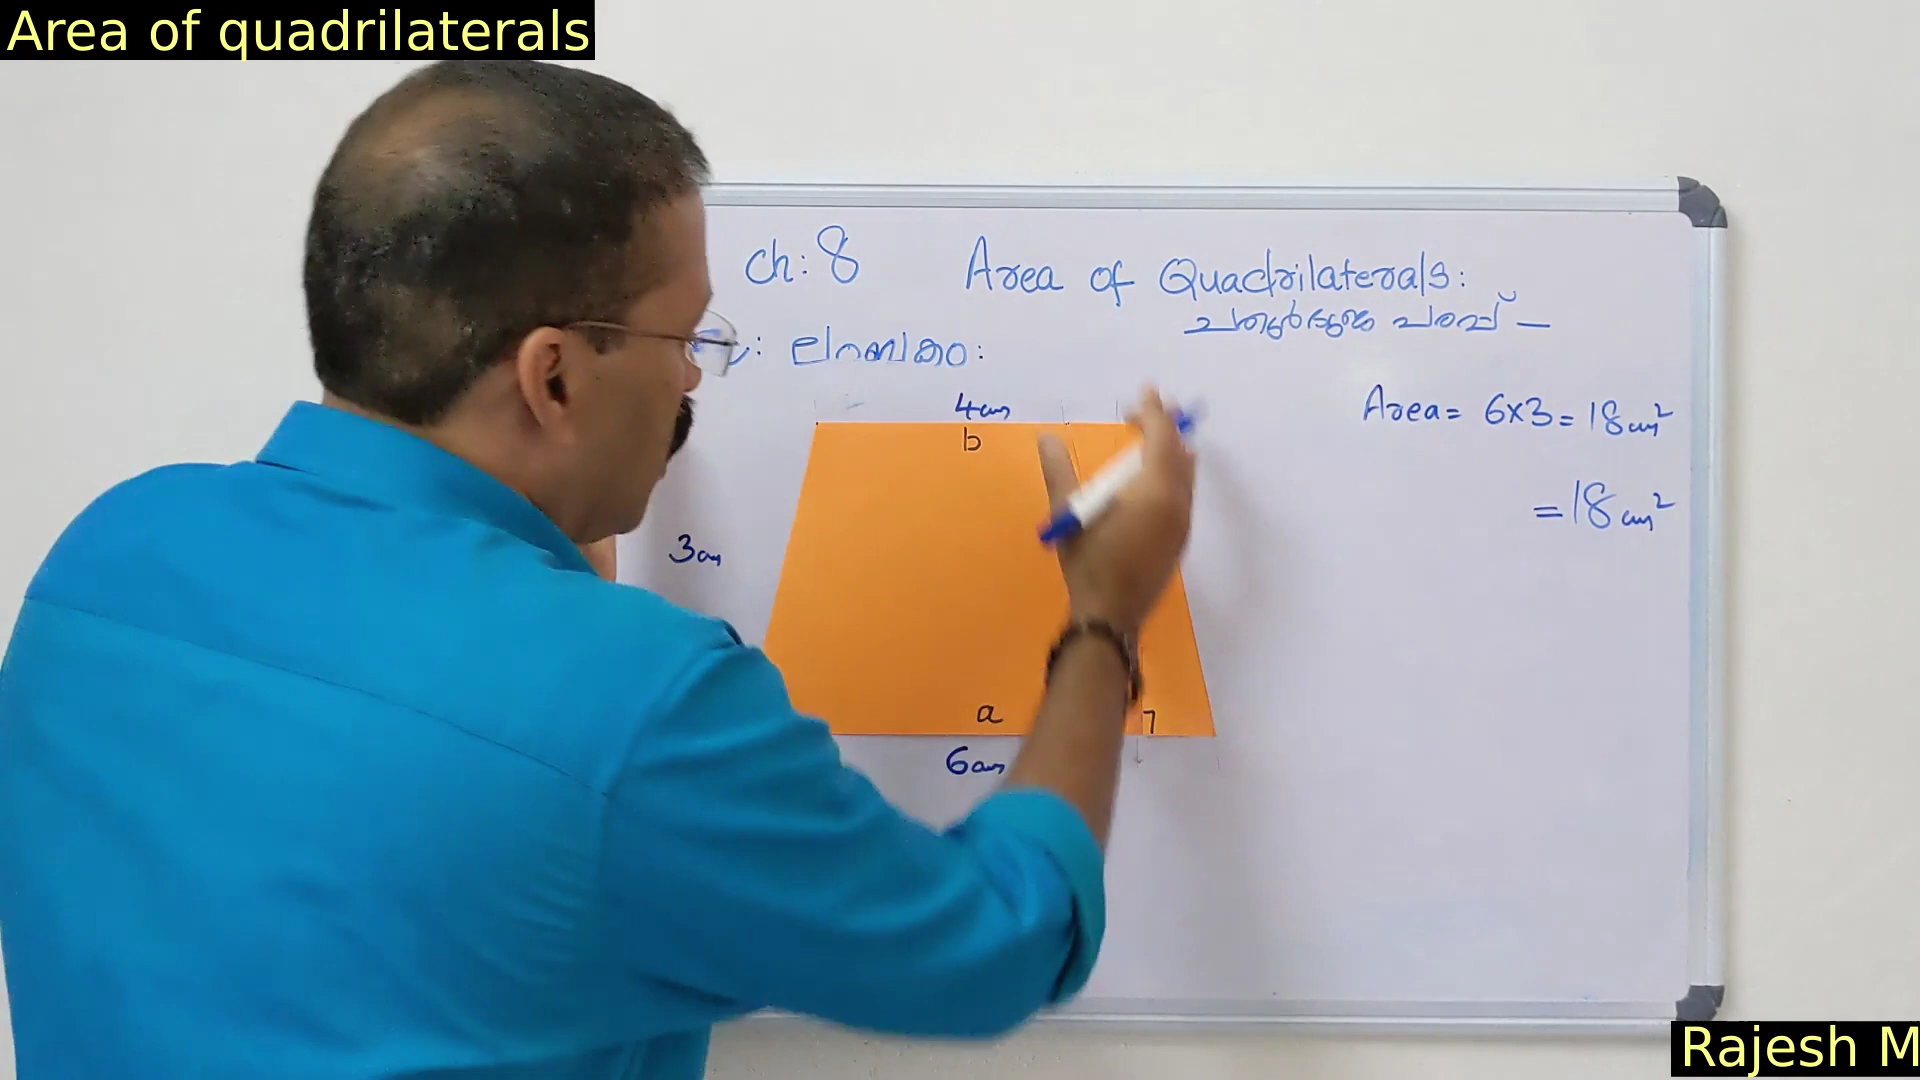 Area of quadrilaterals
Ch: 8 Area of Quadrilaterals:
ചതുർഭുജ പരപ്പ് —
: ലംബകം:
4cm
b
Area = 6x3 = 18cm²
= 18cm²
3cm
a
6cm
Rajesh M